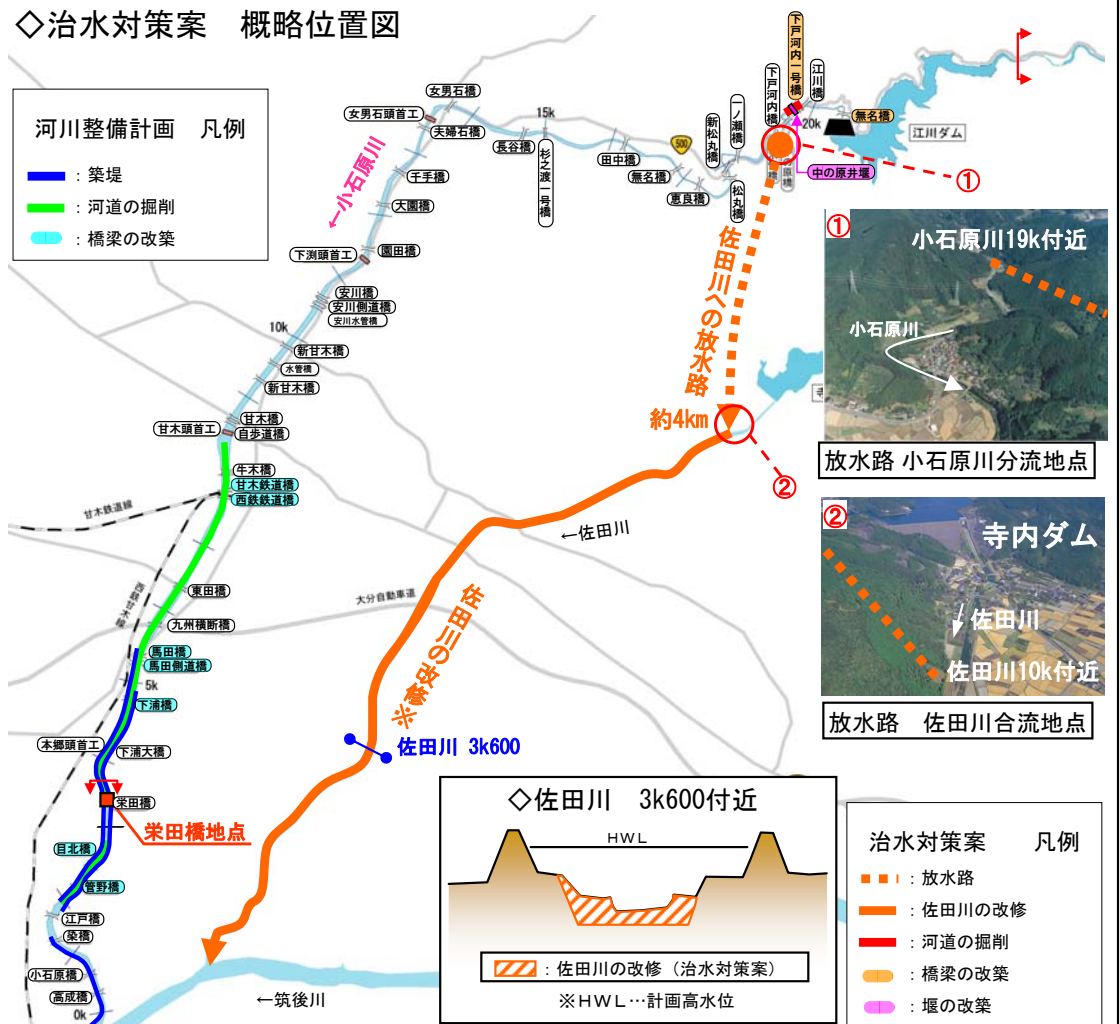 ◇治水対策案　概略位置図
河川整備計画　凡例
：築堤
：河道の掘削
：橋梁の改築
女男石橋
女男石頭首工
夫婦石橋
←小石原川
千手橋
大園橋
下渕頭首工
園田橋
安川橋
安川側道橋
安川水管橋
10k
新甘木橋
水管橋
新甘木橋
甘木橋
甘木頭首工
自歩道橋
牛木橋
甘木鉄道橋
西鉄鉄道橋
甘木鉄道線
西鉄甘木線
東田橋
九州横断橋
大分自動車道
馬田橋
馬田側道橋
5k
下浦橋
本郷頭首工
下浦大橋
栄田橋
栄田橋地点
目北橋
管野橋
江戸橋
染橋
小石原橋
高成橋
0k
←筑後川
長谷橋
15k
杉之渡一号橋
田中橋
無名橋
恵良橋
500
新松丸橋
一ノ瀬橋
松丸橋
下戸河内橋
下戸河内一号橋
江川橋
20k
無名橋
江川ダム
中の原井堰
原橋
①
佐田川への放水路
約4km
②
←佐田川
佐田川の改修※
佐田川 3k600
①
小石原川19k付近
小石原川
放水路 小石原川分流地点
②
寺内ダム
佐田川
佐田川10k付近
放水路　佐田川合流地点
◇佐田川　3k600付近
HWL
：佐田川の改修（治水対策案）
※HWL…計画高水位
治水対策案　凡例
：放水路
：佐田川の改修
：河道の掘削
：橋梁の改築
：堰の改築